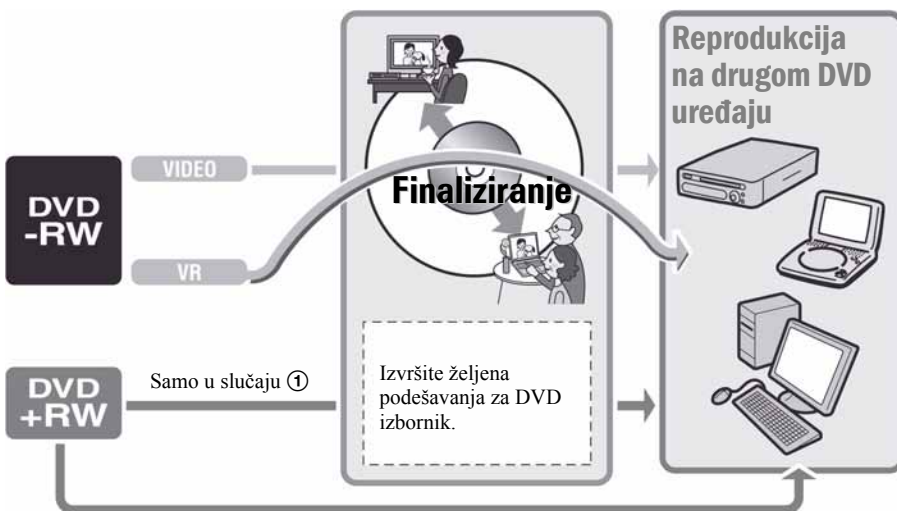 DVD
-RW
VIDEO
VR
Finaliziranje
Reprodukcija
na drugom DVD
uređaju
DVD
+RW
Samo u slučaju ①
Izvršite željena
podešavanja za DVD
izbornik.